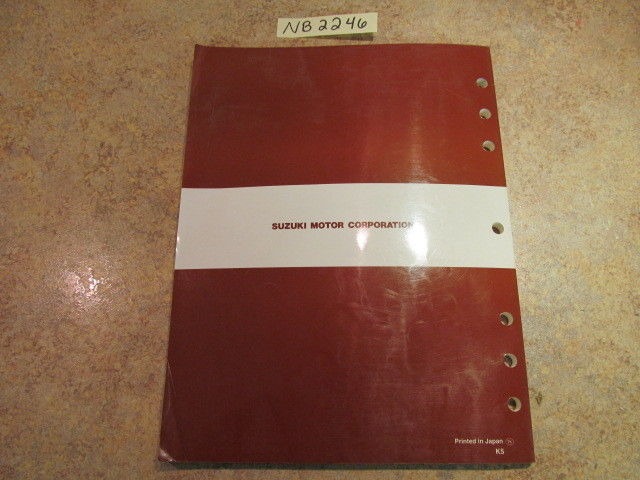 NB2246
SUZUKI MOTOR CORPORATION
Printed in Japan
K5